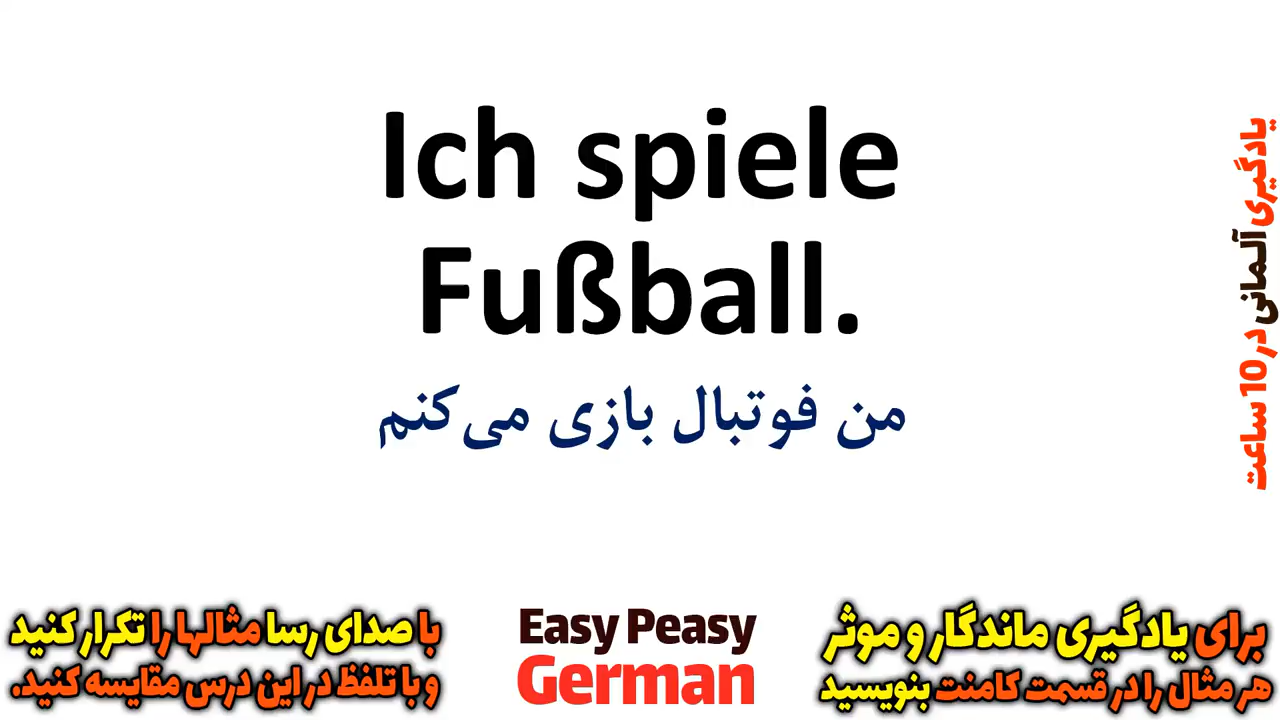 Ich spiele
Fußball.
من فوتبال بازی می‌کنم
یادگیری آلمانی در 10 ساعت
برای یادگیری ماندگار و موثر
هر مثال را در قسمت کامنت بنویسید
Easy Peasy
German
با صدای رسا مثالها را تکرار کنید
و با تلفظ در این درس مقایسه کنید.